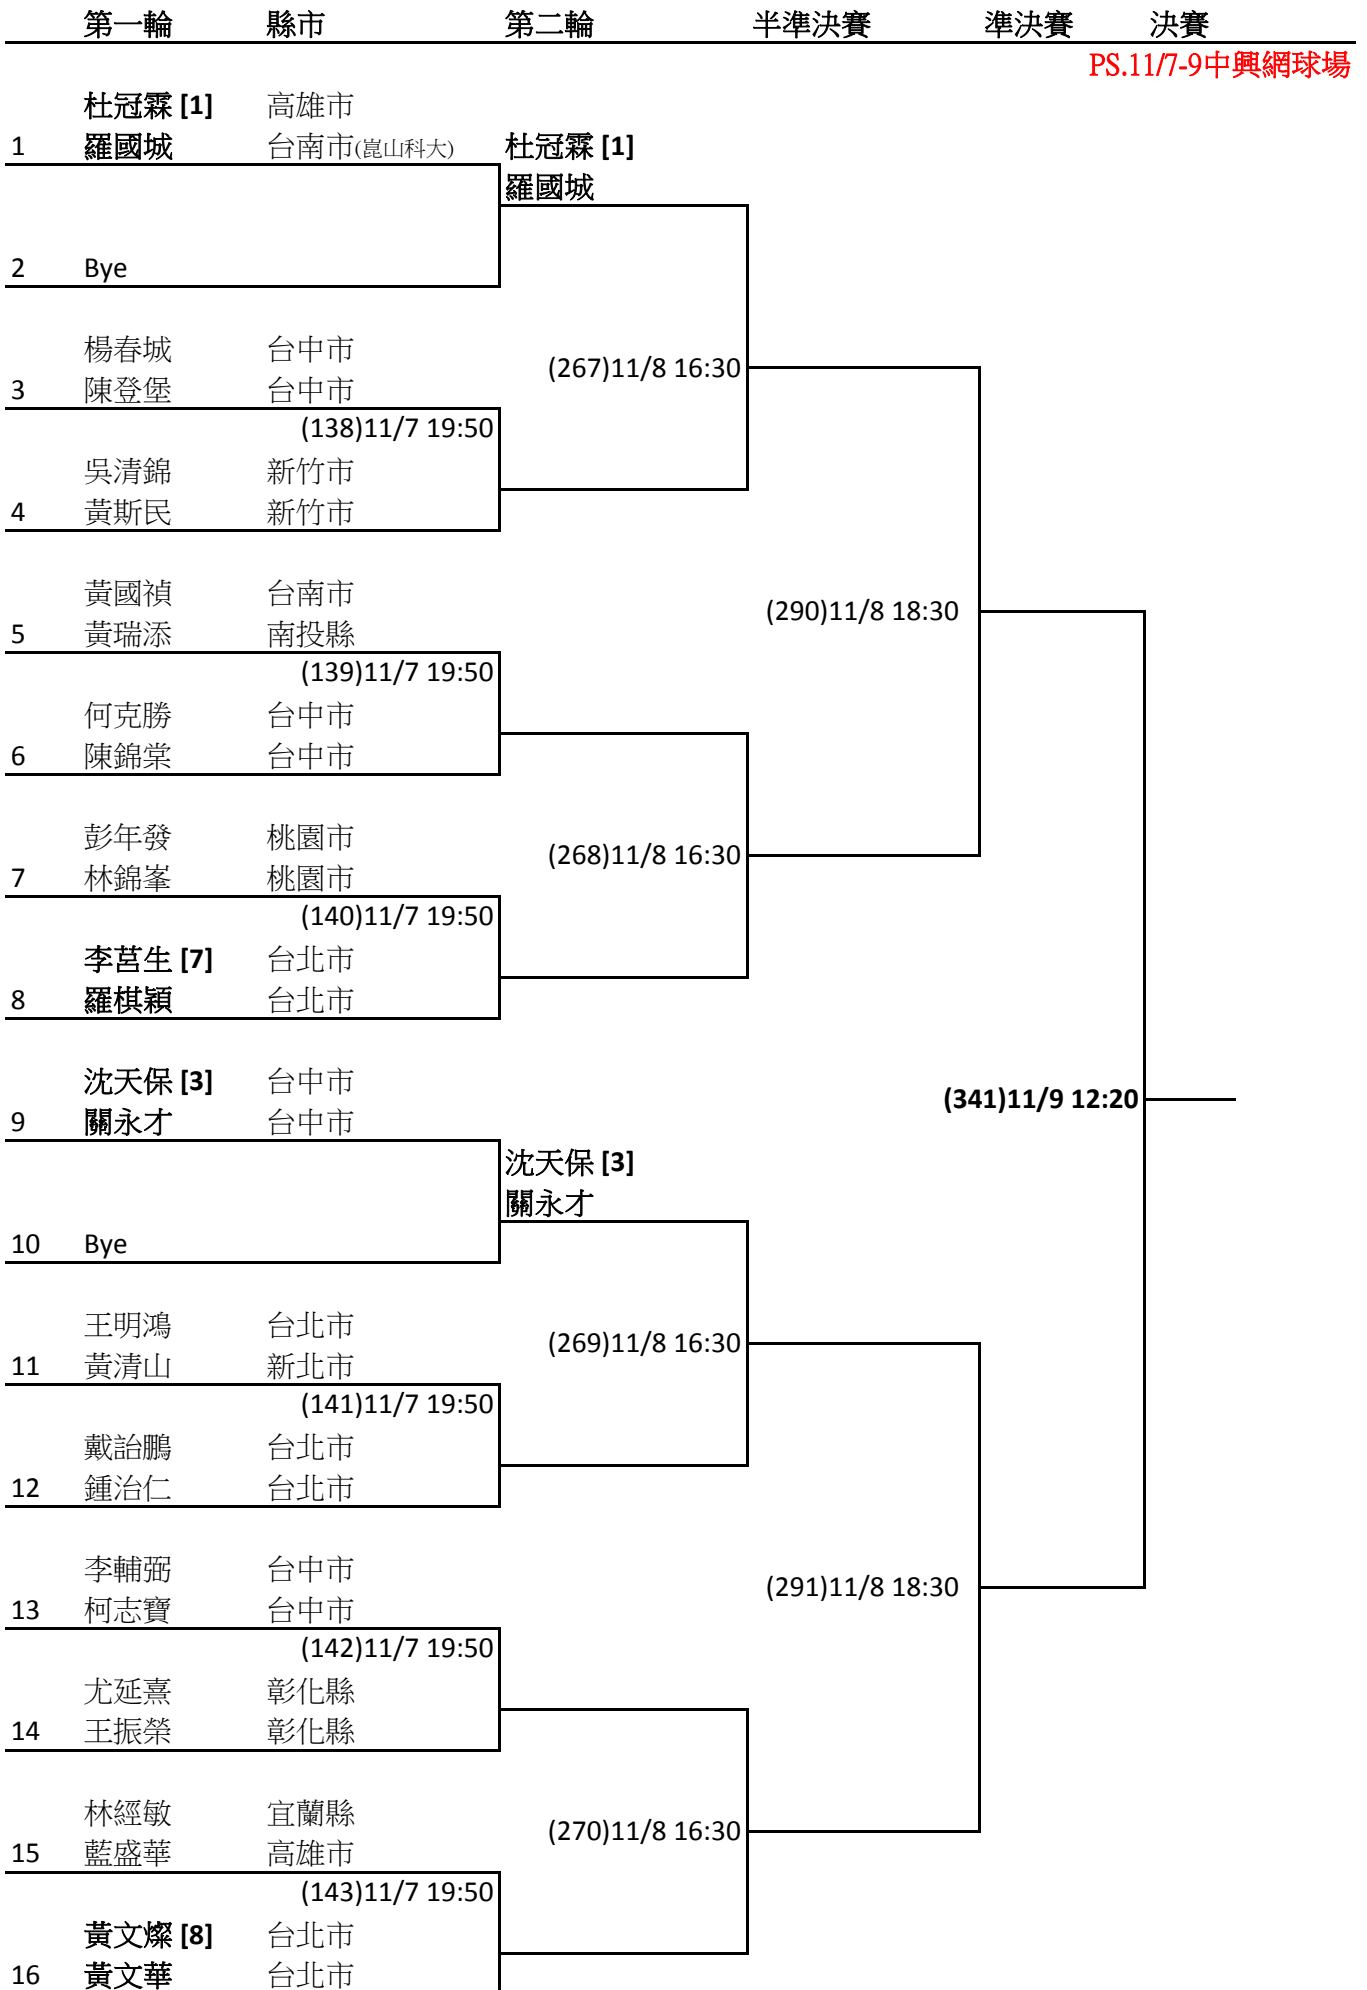 第一輪 縣市 第二輪 半準決賽 準決賽 決賽
PS.11/7-9中興網球場
杜冠霖 [1] 高雄市
1 羅國城 台南市(崑山科大) 杜冠霖 [1]
羅國城
2 Bye
楊春城 台中市
(267)11/8 16:30
3 陳登堡 台中市
(138)11/7 19:50
吳清錦 新竹市
4 黃斯民 新竹市
黃國禎 台南市
(290)11/8 18:30
5 黃瑞添 南投縣
(139)11/7 19:50
何克勝 台中市
6 陳錦棠 台中市
彭年發 桃園市
(268)11/8 16:30
7 林錦峯 桃園市
(140)11/7 19:50
李莒生 [7] 台北市
8 羅棋穎 台北市
沈天保 [3] 台中市
(341)11/9 12:20
9 關永才 台中市
沈天保 [3]
關永才
10 Bye
王明鴻 台北市
(269)11/8 16:30
11 黃清山 新北市
(141)11/7 19:50
戴詒鵬 台北市
12 鍾治仁 台北市
李輔弼 台中市
(291)11/8 18:30
13 柯志寶 台中市
(142)11/7 19:50
尤延熹 彰化縣
14 王振榮 彰化縣
林經敏 宜蘭縣
(270)11/8 16:30
15 藍盛華 高雄市
(143)11/7 19:50
黃文燦 [8] 台北市
16 黃文華 台北市